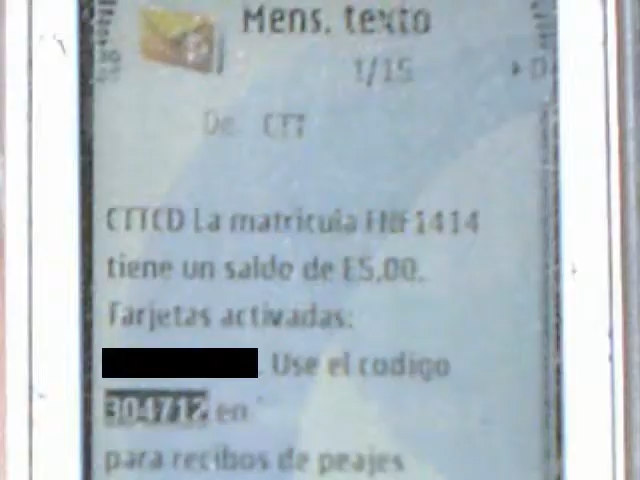 Mens. texto
1/15
De CTT
CTTCD La matricula FNF1414
tiene un saldo de E5,00.
Tarjetas activadas:
. Use el codigo
304712 en
para recibos de peajes